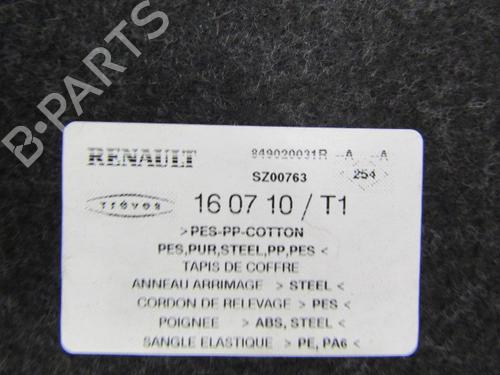 RENAULT 849020031R A A
SZ00763 254
Trèves 16 07 10 / T1
>PES-PP-COTTON
PES,PUR,STEEL,PP,PES<
TAPIS DE COFFRE
ANNEAU ARRIMAGE > STEEL <
CORDON DE RELEVAGE > PES <
POIGNEE > ABS, STEEL <
SANGLE ELASTIQUE > PE, PA6 <
B-PARTS